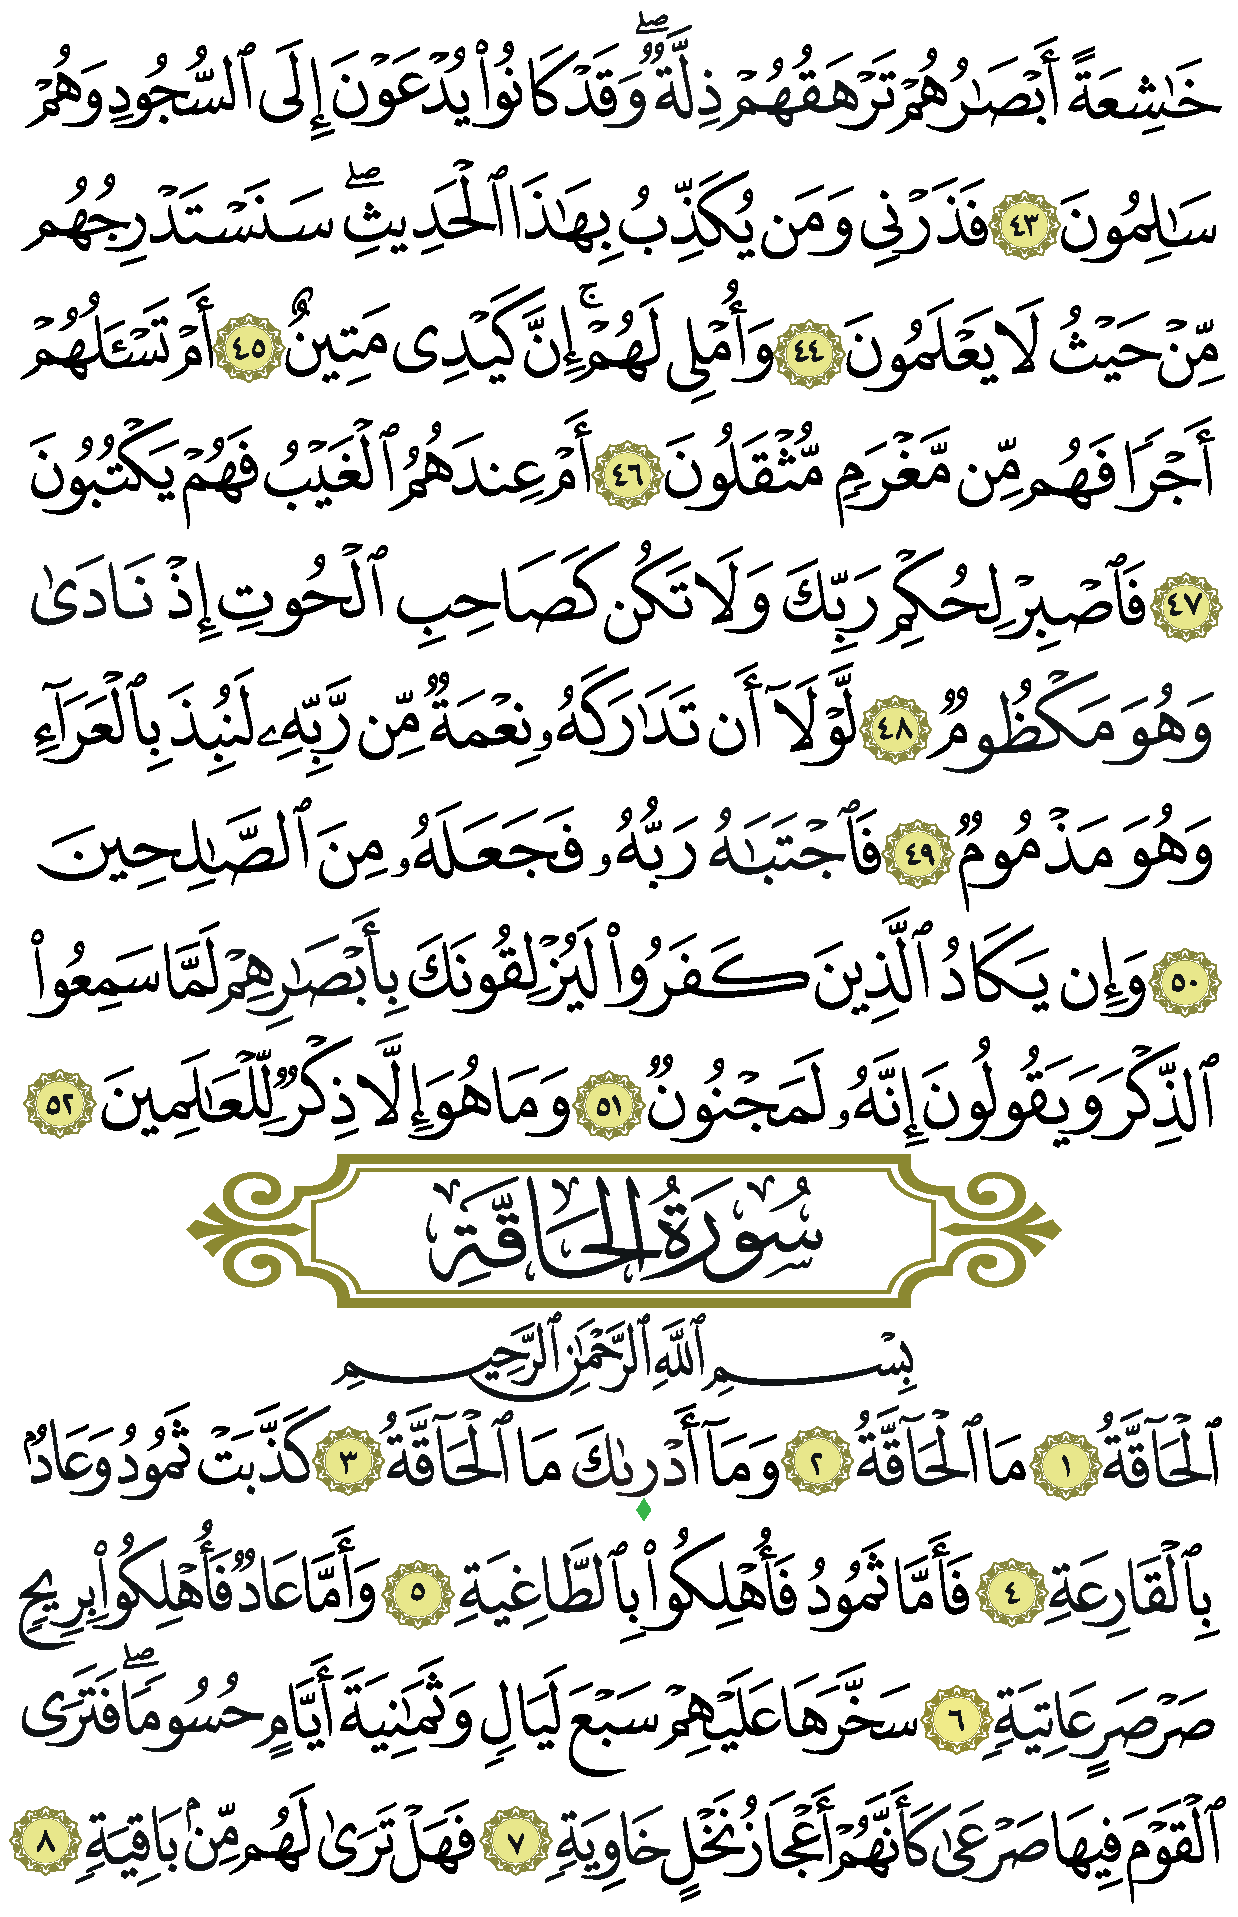 خَٰشِعَةً أَبْصَٰرُهُمْ تَرْهَقُهُمْ ذِلَّةٌۖ وَقَدْ كَانُوا۟ يُدْعَوْنَ إِلَى ٱلسُّجُودِ وَهُمْ
سَٰلِمُونَ ٤٣ فَذَرْنِى وَمَن يُكَذِّبُ بِهَٰذَا ٱلْحَدِيثِۖ سَنَسْتَدْرِجُهُم
مِّنْ حَيْثُ لَا يَعْلَمُونَ ٤٤ وَأُمْلِى لَهُمْۚ إِنَّ كَيْدِى مَتِينٌ ٤٥ أَمْ تَسْـَٔلُهُمْ
أَجْرًا فَهُم مِّن مَّغْرَمٍ مُّثْقَلُونَ ٤٦ أَمْ عِندَهُمُ ٱلْغَيْبُ فَهُمْ يَكْتُبُونَ
٤٧ فَٱصْبِرْ لِحُكْمِ رَبِّكَ وَلَا تَكُن كَصَاحِبِ ٱلْحُوتِ إِذْ نَادَىٰ
وَهُوَ مَكْظُومٌ ٤٨ لَّوْلَآ أَن تَدَٰرَكَهُۥ نِعْمَةٌ مِّن رَّبِّهِۦ لَنُبِذَ بِٱلْعَرَآءِ
وَهُوَ مَذْمُومٌ ٤٩ فَٱجْتَبَٰهُ رَبُّهُۥ فَجَعَلَهُۥ مِنَ ٱلصَّٰلِحِينَ
٥٠ وَإِن يَكَادُ ٱلَّذِينَ كَفَرُوا۟ لَيُزْلِقُونَكَ بِأَبْصَٰرِهِمْ لَمَّا سَمِعُوا۟
ٱلذِّكْرَ وَيَقُولُونَ إِنَّهُۥ لَمَجْنُونٌ ٥١ وَمَا هُوَ إِلَّا ذِكْرٌ لِّلْعَٰلَمِينَ ٥٢
سُورَةُ الحَاقَّةِ
بِسْمِ ٱللَّهِ ٱلرَّحْمَٰنِ ٱلرَّحِيمِ
ٱلْحَآقَّةُ ١ مَا ٱلْحَآقَّةُ ٢ وَمَآ أَدْرَىٰكَ مَا ٱلْحَآقَّةُ ٣ كَذَّبَتْ ثَمُودُ وَعَادٌۢ
بِٱلْقَارِعَةِ ٤ فَأَمَّا ثَمُودُ فَأُهْلِكُوا۟ بِٱلطَّاغِيَةِ ٥ وَأَمَّا عَادٌ فَأُهْلِكُوا۟ بِرِيحٍ
صَرْصَرٍ عَاتِيَةٍ ٦ سَخَّرَهَا عَلَيْهِمْ سَبْعَ لَيَالٍ وَثَمَٰنِيَةَ أَيَّامٍ حُسُومًاۖ فَتَرَى
ٱلْقَوْمَ فِيهَا صَرْعَىٰ كَأَنَّهُمْ أَعْجَازُ نَخْلٍ خَاوِيَةٍ ٧ فَهَلْ تَرَىٰ لَهُم مِّنۢ بَاقِيَةٍ ٨